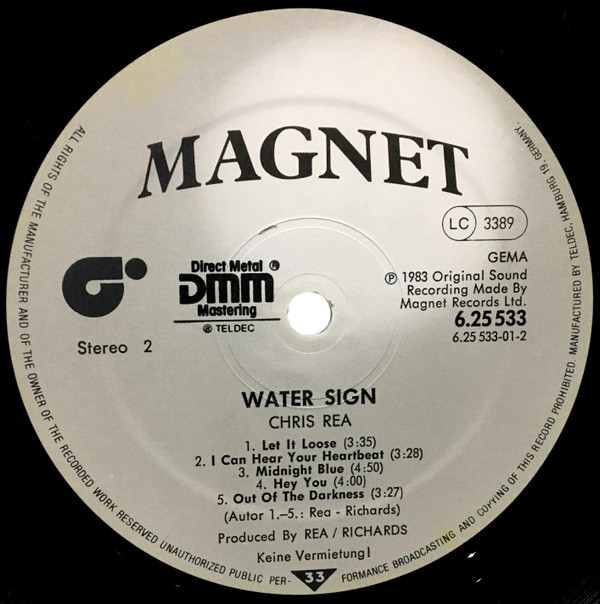 MAGNET
LC 3389
GEMA
℗ 1983 Original Sound
Recording Made By
Magnet Records Ltd.
6.25 533
6.25 533-01-2
Direct Metal ®
DMM
Mastering
® TELDEC
Stereo 2
WATER SIGN
CHRIS REA
1. Let It Loose (3:35)
2. I Can Hear Your Heartbeat (3:28)
3. Midnight Blue (4:50)
4. Hey You (4:00)
5. Out Of The Darkness (3:27)
(Autor 1.–5.: Rea - Richards)
Produced By REA / RICHARDS
Keine Vermietung!
33
ALL RIGHTS OF THE MANUFACTURER AND OF THE OWNER OF THE RECORDED WORK RESERVED UNAUTHORIZED PUBLIC PER- FORMANCE BROADCASTING AND COPYING OF THIS RECORD PROHIBITED. MANUFACTURED BY TELDEC, HAMBURG 19, GERMANY.